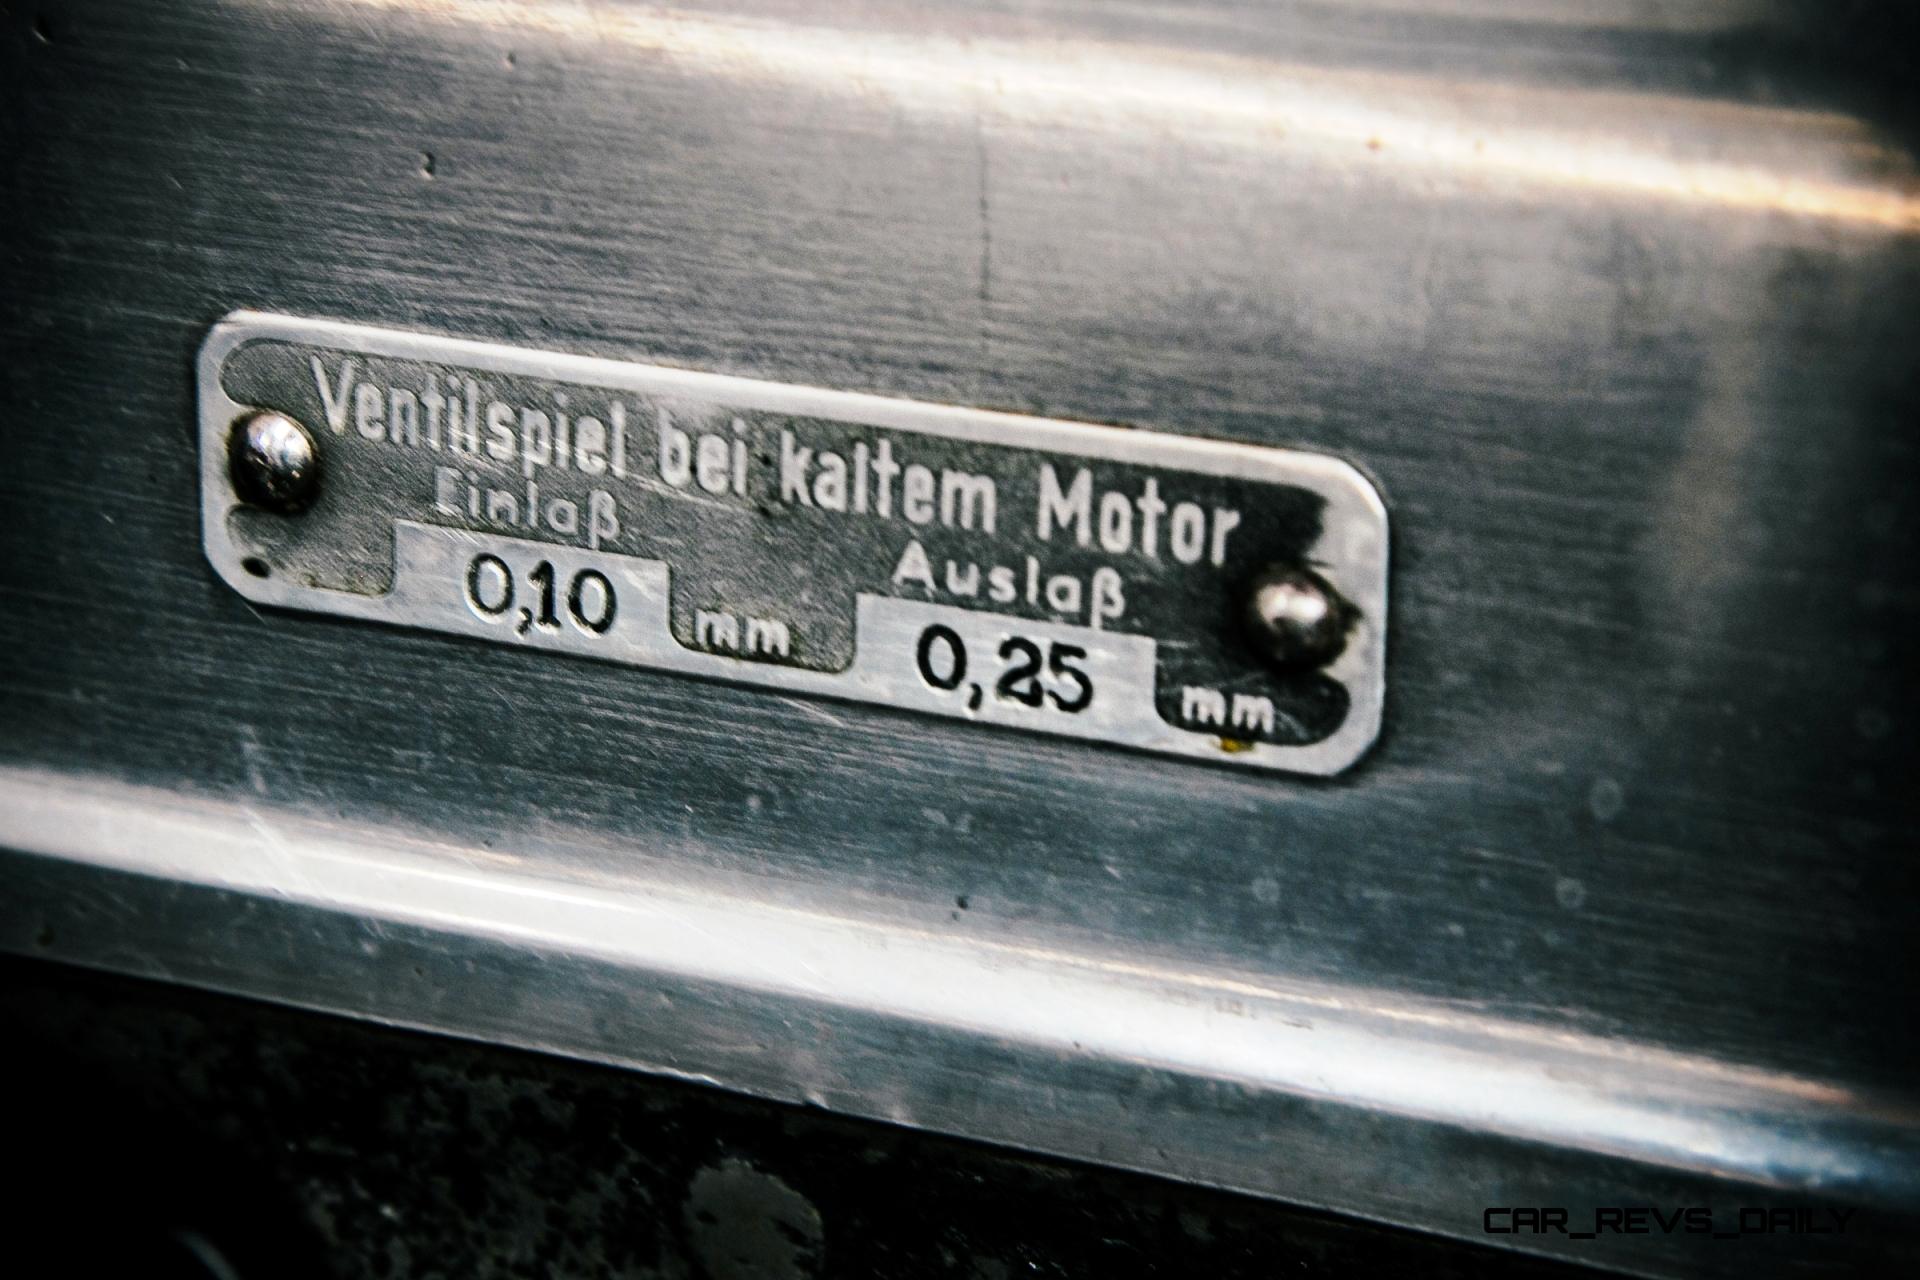 Ventilspiel bei kaltem Motor
Einlaß Auslaß
0,10 mm 0,25 mm
CAR_REVS_DAILY